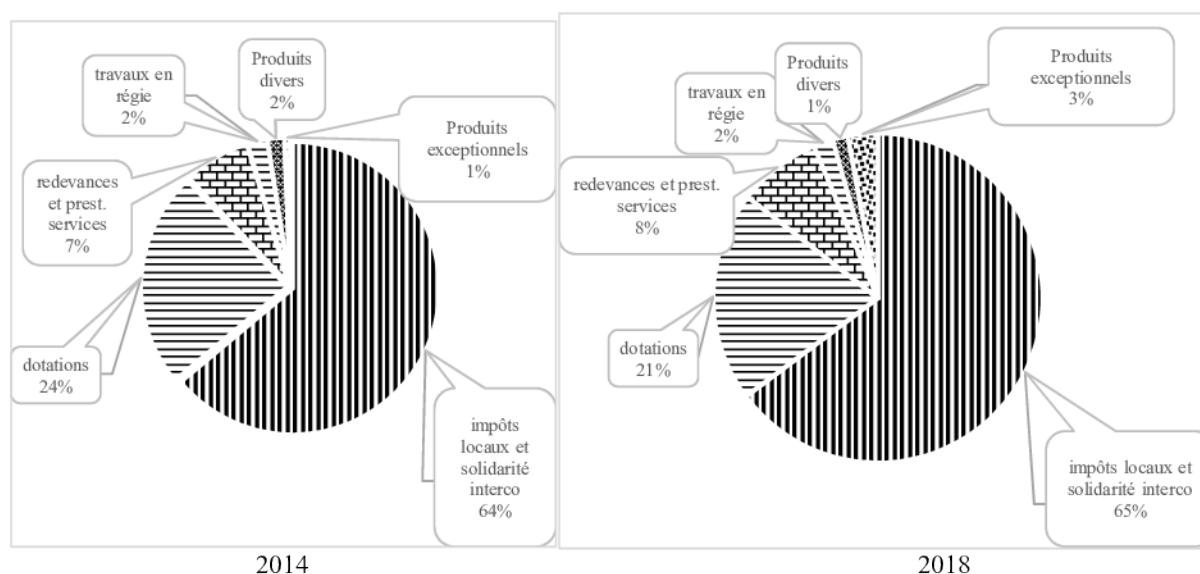 Produits
divers
2%
travaux en
régie
2%
Produits
exceptionnels
1%
redevances
et prest.
services
7%
dotations
24%
impôts
locaux et
solidarité
interco
64%
2014
Produits
exceptionnels
3%
Produits
divers
1%
travaux en
régie
2%
redevances et prest.
services
8%
dotations
21%
impôts locaux et
solidarité interco
65%
2018